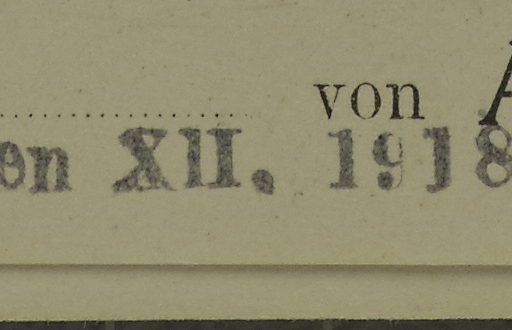 von A
en XII. 1918